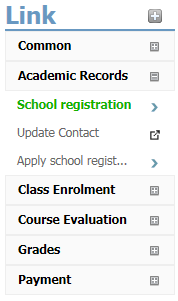 Link
Common
Academic Records
School registration
Update Contact
Apply school regist...
Class Enrolment
Course Evaluation
Grades
Payment